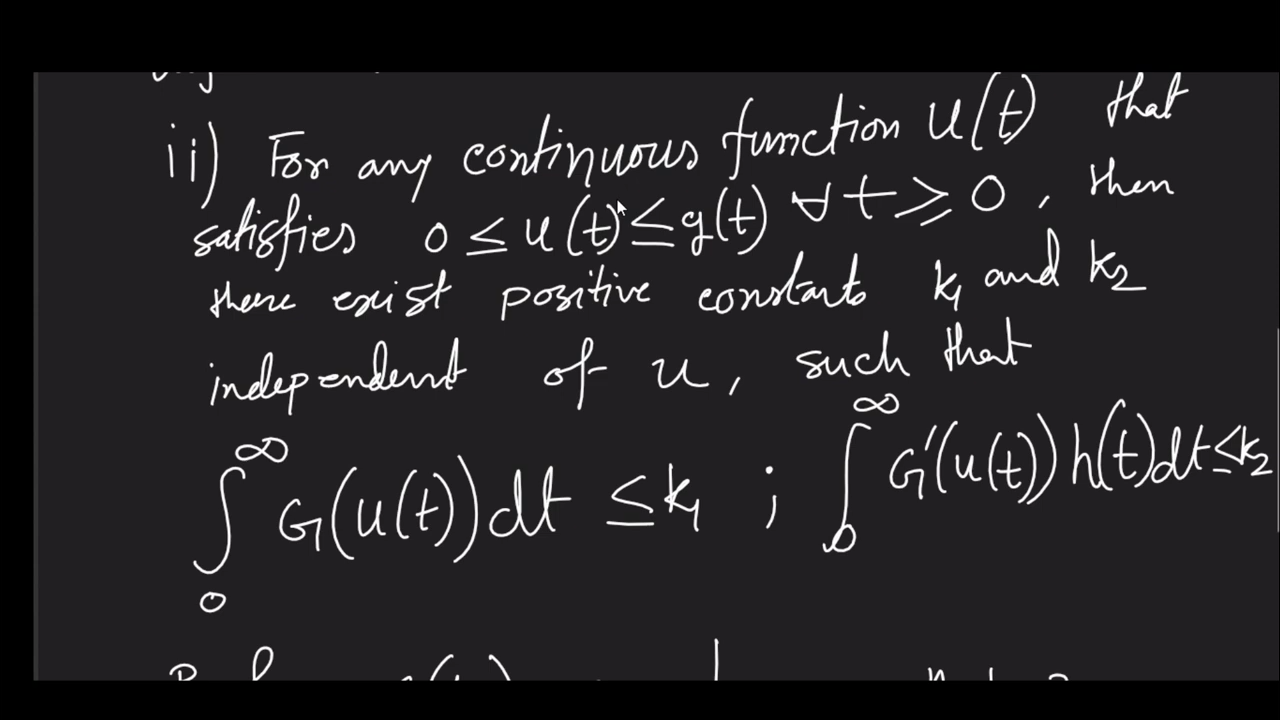 ii) For any continuous function u(t) that
satisfies 0 ≤ u(t) ≤ g(t) ∀ t ≥ 0, then
there exist positive constants k₁ and k₂
independent of u, such that
∫₀^∞ G(u(t)) dt ≤ k₁ ; ∫₀^∞ G'(u(t)) h(t) dt ≤ k₂